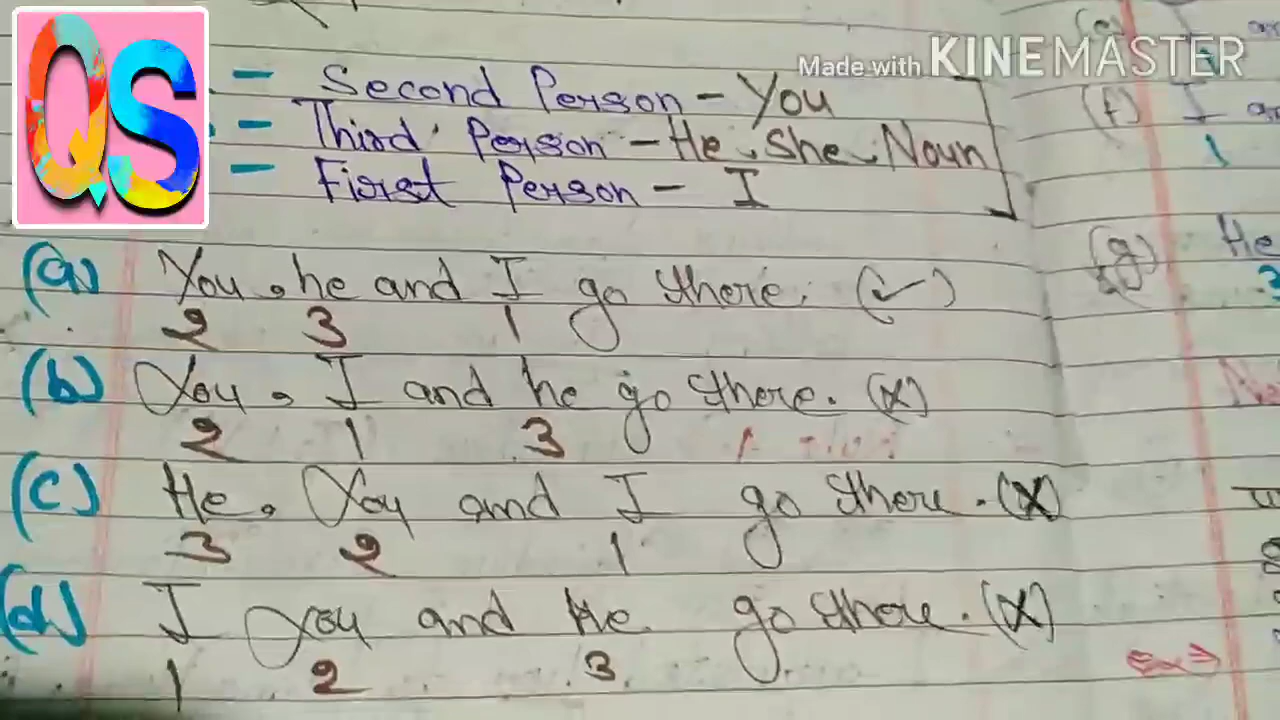 QS
Made with KINEMASTER
- Second Person - You
- Third Person - He, She, Noun
- First Person - I
(a) You, he and I go there. (✓)
2 3 1
(b) You, I and he go there. (x)
2 1 3
(c) He, You and I go there. (x)
3 2 1
(d) I you and He go there. (x)
1 2 3
(e) I
(f) I
1
(g) He
3